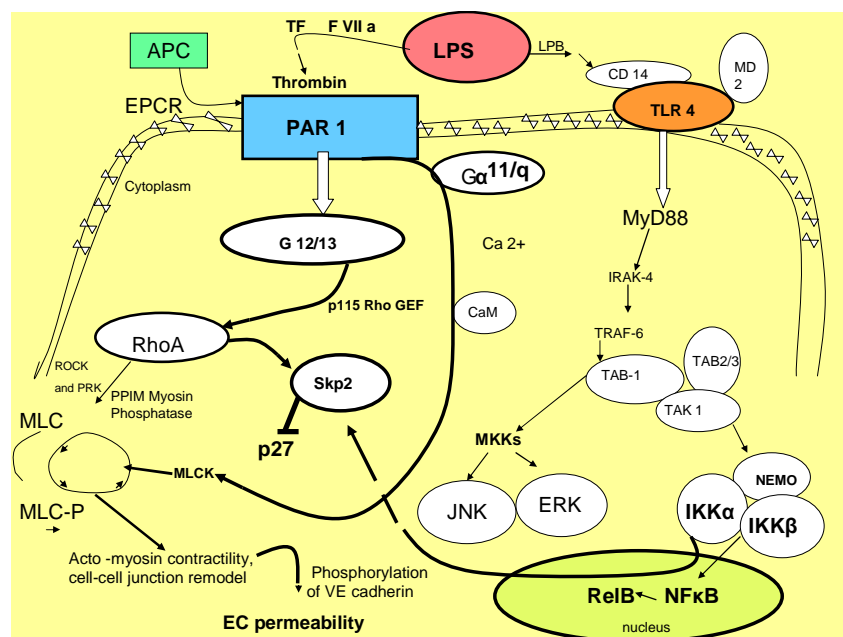 TF F VII a
LPS
LPB
APC
CD 14
MD
2
Thrombin
EPCR
PAR 1
TLR 4
Cytoplasm
Gα11/q
MyD88
G 12/13
Ca 2+
IRAK-4
p115 Rho GEF
CaM
RhoA
TRAF-6
TAB2/3
TAB-1
ROCK
and PRK
Skp2
PPIM Myosin
Phosphatase
TAK 1
MLC
p27
MKKs
MLCK
NEMO
MLC-P
JNK
ERK
IKKα
IKKβ
Acto -myosin contractility,
cell-cell junction remodel
Phosphorylation
of VE cadherin
RelB
NFκB
EC permeability
nucleus